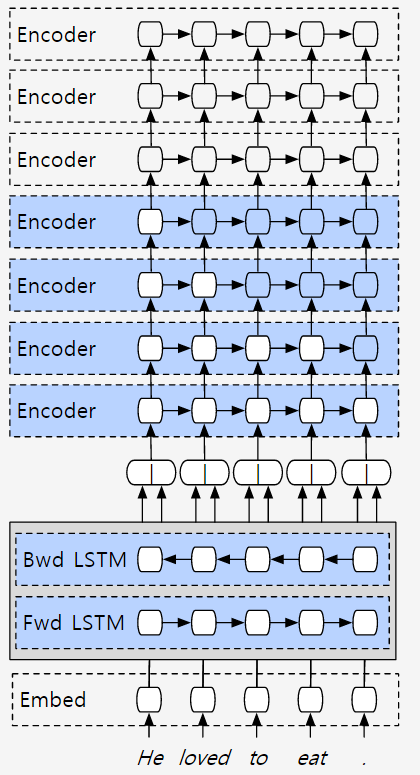 Encoder
Encoder
Encoder
Encoder
Encoder
Encoder
Encoder
Bwd LSTM
Fwd LSTM
Embed
He loved to eat .